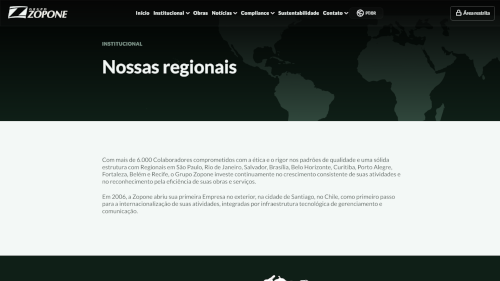 GRUPO
ZOPONE
Início Institucional Obras Notícias Compliance Sustentabilidade Contato PT/BR Área restrita
INSTITUCIONAL
Nossas regionais
Com mais de 6.000 Colaboradores comprometidos com a ética e o rigor nos padrões de qualidade e uma sólida
estrutura com Regionais em São Paulo, Rio de Janeiro, Salvador, Brasília, Belo Horizonte, Curitiba, Porto Alegre,
Fortaleza, Belém e Recife, o Grupo Zopone investe continuamente no crescimento consistente de suas atividades e
no reconhecimento pela eficiência de suas obras e serviços.
Em 2006, a Zopone abriu sua primeira Empresa no exterior, na cidade de Santiago, no Chile, como primeiro passo
para a internacionalização de suas atividades, integradas por infraestrutura tecnológica de gerenciamento e
comunicação.